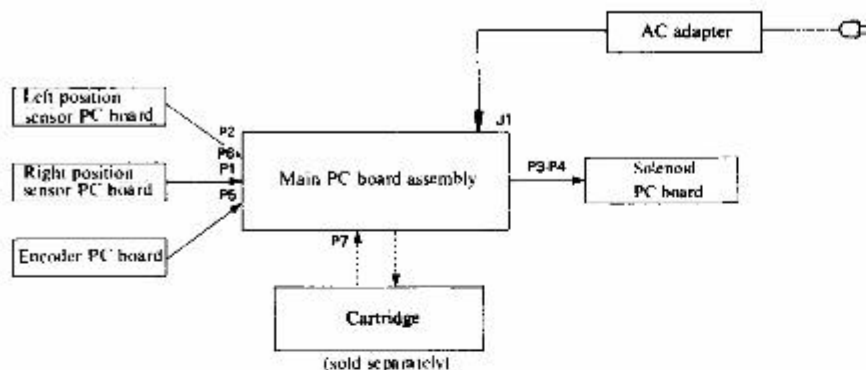 AC adapter
Left position
sensor PC board
J1
P2
P6
Right position
sensor PC board
P1
Main PC board assembly
P3-P4
Solenoid
PC board
P5
Encoder PC board
P7
Cartridge
(sold separately)